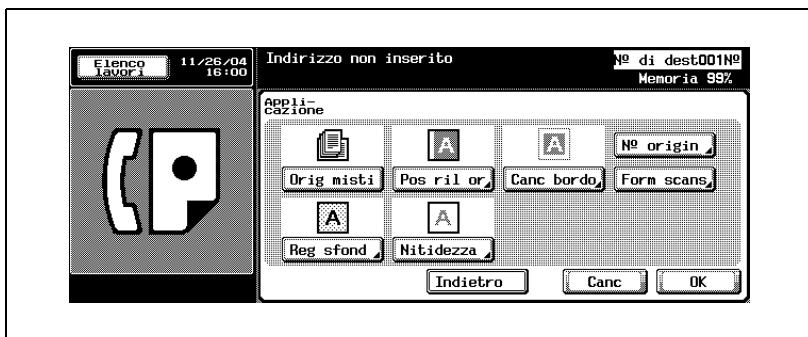 Elenco lavori
11/26/04
16:00
Indirizzo non inserito
Nº di dest001Nº
Memoria 99%
Appli-
cazione
Nº origin
Orig misti
Pos ril or
Canc bordo
Form scans
Reg sfond
Nitidezza
Indietro
Canc
OK